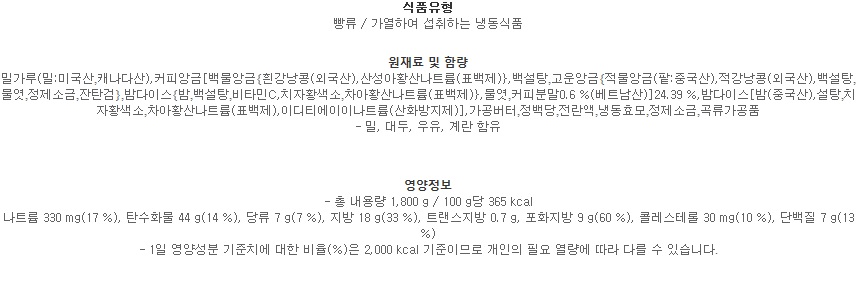 식품유형
빵류 / 가열하여 섭취하는 냉동식품
원재료 및 함량
밀가루(밀:미국산,캐나다산),커피앙금[백물앙금{흰강낭콩(외국산),산성아황산나트륨(표백제)},백설탕,고운앙금{적물앙금(팥:중국산),적강낭콩(외국산),백설탕,
물엿,정제소금,잔탄검},밤다이스{밤,백설탕,비타민C,치자황색소,차아황산나트륨(표백제)},물엿,커피분말0.6 %(베트남산)]24.39 %,밤다이스[밤(중국산),설탕,치
자황색소,차아황산나트륨(표백제),이디티에이이나트륨(산화방지제)],가공버터,정백당,전란액,냉동효모,정제소금,곡류가공품
- 밀, 대두, 우유, 계란 함유
영양정보
- 총 내용량 1,800 g / 100 g당 365 kcal
나트륨 330 mg(17 %), 탄수화물 44 g(14 %), 당류 7 g(7 %), 지방 18 g(33 %), 트랜스지방 0.7 g, 포화지방 9 g(60 %), 콜레스테롤 30 mg(10 %), 단백질 7 g(13
%)
- 1일 영양성분 기준치에 대한 비율(%)은 2,000 kcal 기준이므로 개인의 필요 열량에 따라 다를 수 있습니다.